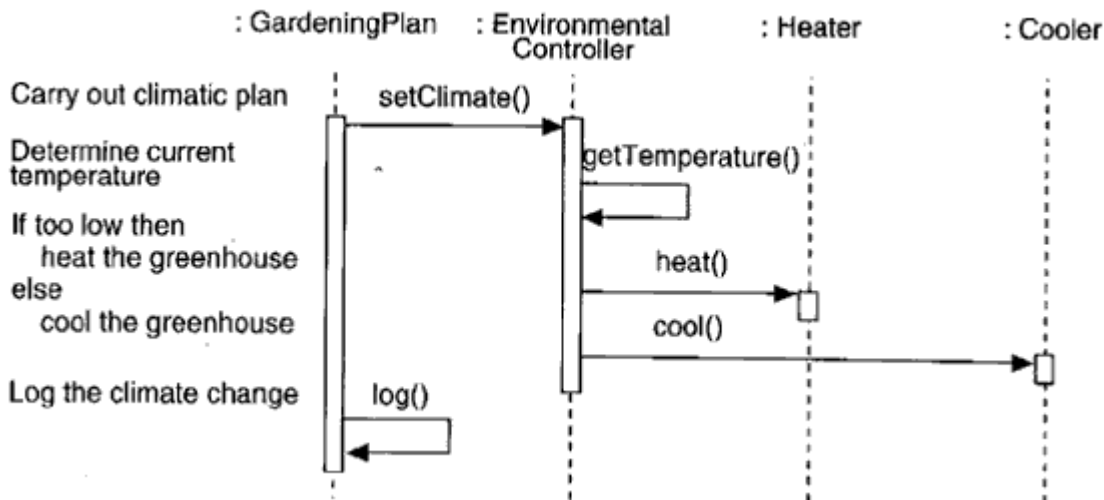 : GardeningPlan
: Environmental
Controller
: Heater
: Cooler
Carry out climatic plan
setClimate()
Determine current
temperature
getTemperature()
If too low then
heat the greenhouse
heat()
else
cool the greenhouse
cool()
Log the climate change
log()